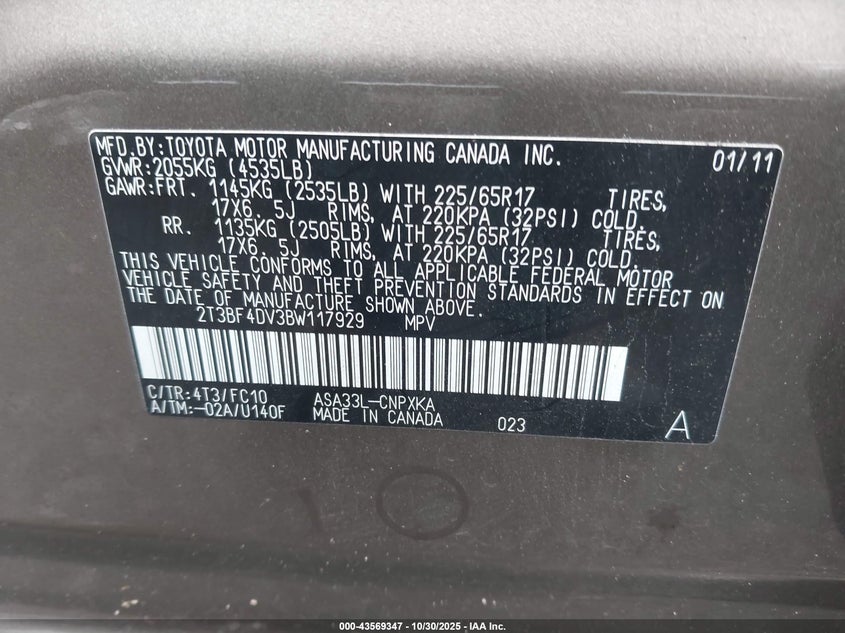 MFD.BY:TOYOTA MOTOR MANUFACTURING CANADA INC. 01/11
GVWR:2055KG (4535LB)
GAWR:FRT. 1145KG (2535LB) WITH 225/65R17 TIRES,
17X6.5J RIMS, AT 220KPA (32PSI) COLD.
RR. 1135KG (2505LB) WITH 225/65R17 TIRES,
17X6.5J RIMS, AT 220KPA (32PSI) COLD.
THIS VEHICLE CONFORMS TO ALL APPLICABLE FEDERAL MOTOR
VEHICLE SAFETY AND THEFT PREVENTION STANDARDS IN EFFECT ON
THE DATE OF MANUFACTURE SHOWN ABOVE.
2T3BF4DV3BW117929 MPV
C/TR:4T3/FC10 ASA33L-CNPXKA
A/TM:-02A/U140F MADE IN CANADA 023 A
000-43569347 - 10/30/2025 - IAA Inc.